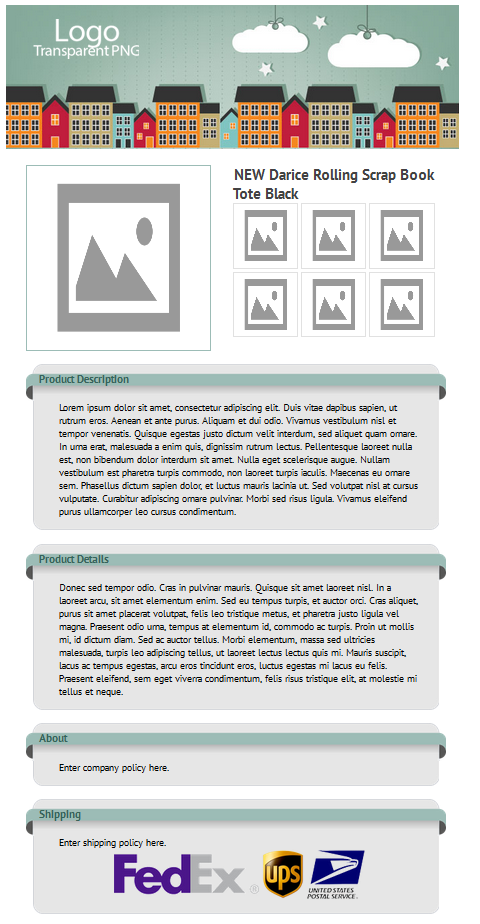 Logo
Transparent PNG
NEW Darice Rolling Scrap Book
Tote Black
Product Description
Lorem ipsum dolor sit amet, consectetur adipiscing elit. Duis vitae dapibus sapien, ut
rutrum eros. Aenean et ante purus. Aliquam et dui odio. Vivamus vestibulum nisl et
tempor venenatis. Quisque egestas justo dictum velit interdum, sed aliquet quam ornare.
In urna erat, malesuada a enim quis, dignissim rutrum lectus. Pellentesque laoreet nulla
est, non bibendum dolor interdum sit amet. Nulla eget scelerisque augue. Nullam
vestibulum est pharetra turpis commodo, non laoreet turpis iaculis. Maecenas eu ornare
sem. Phasellus dictum sapien dolor, et luctus mauris lacinia ut. Sed volutpat nisl at cursus
vulputate. Curabitur adipiscing ornare pulvinar. Morbi sed risus ligula. Vivamus eleifend
purus ullamcorper leo cursus condimentum.
Product Details
Donec sed tempor odio. Cras in pulvinar mauris. Quisque sit amet laoreet nisl. In a
laoreet arcu, sit amet elementum enim. Sed eu tempus turpis, et auctor orci. Cras aliquet,
purus sit amet placerat volutpat, felis leo tristique metus, et pharetra justo ligula vel
magna. Praesent odio urna, tempus at elementum id, commodo ac turpis. Proin ut mollis
mi, id dictum diam. Sed ac auctor tellus. Morbi elementum, massa sed ultricies
malesuada, turpis leo adipiscing tellus, ut laoreet lectus lectus quis mi. Mauris suscipit,
lacus ac tempus egestas, arcu eros tincidunt eros, luctus egestas mi lacus eu felis.
Praesent eleifend, sem eget viverra condimentum, felis risus tristique elit, at molestie mi
tellus et neque.
About
Enter company policy here.
Shipping
Enter shipping policy here.
FedEx ®
ups
UNITED STATES
POSTAL SERVICE.